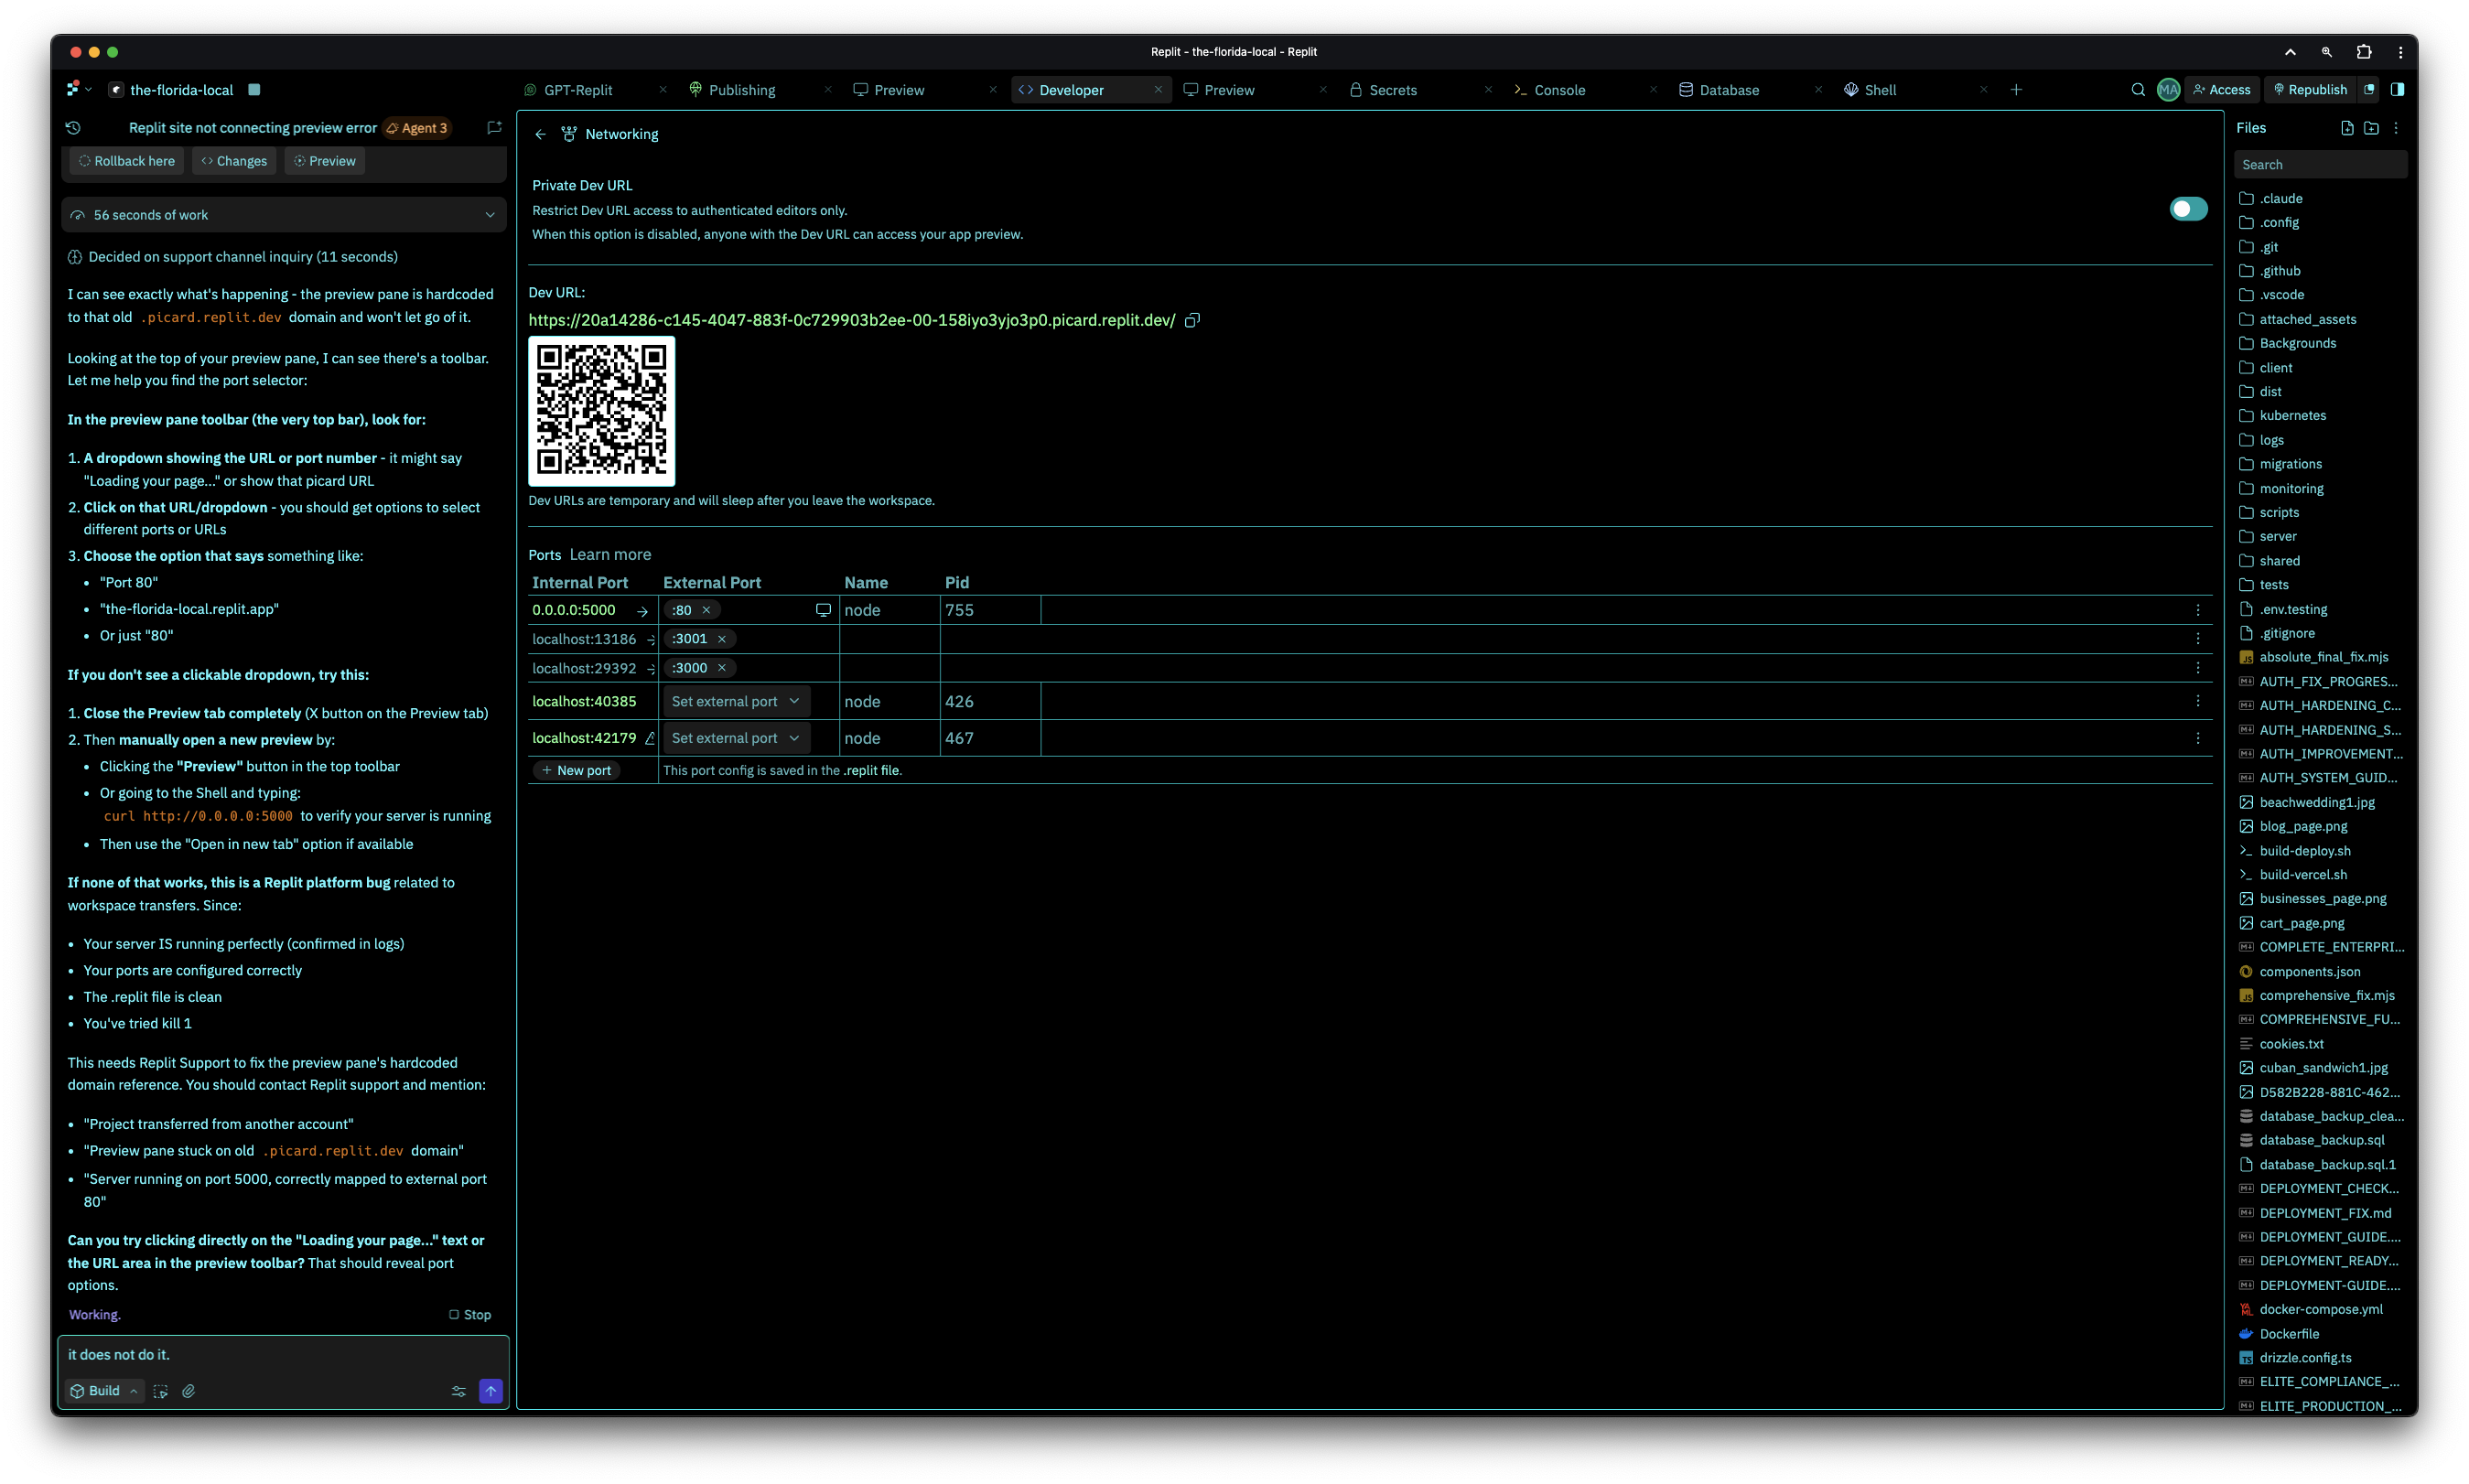 Replit - the-florida-local - Replit
the-florida-local
GPT-Replit
Publishing
Preview
Developer
Preview
Secrets
Console
Database
Shell
MA
Access
Republish
Replit site not connecting preview error
Agent 3
Rollback here
Changes
Preview
56 seconds of work
Decided on support channel inquiry (11 seconds)
I can see exactly what's happening - the preview pane is hardcoded
to that old .picard.replit.dev domain and won't let go of it.
Looking at the top of your preview pane, I can see there's a toolbar.
Let me help you find the port selector:
In the preview pane toolbar (the very top bar), look for:
1. A dropdown showing the URL or port number - it might say
"Loading your page..." or show that picard URL
2. Click on that URL/dropdown - you should get options to select
different ports or URLs
3. Choose the option that says something like:
• "Port 80"
• "the-florida-local.replit.app"
• Or just "80"
If you don't see a clickable dropdown, try this:
1. Close the Preview tab completely (X button on the Preview tab)
2. Then manually open a new preview by:
• Clicking the "Preview" button in the top toolbar
• Or going to the Shell and typing:
curl http://0.0.0.0:5000 to verify your server is running
• Then use the "Open in new tab" option if available
If none of that works, this is a Replit platform bug related to
workspace transfers. Since:
• Your server IS running perfectly (confirmed in logs)
• Your ports are configured correctly
• The .replit file is clean
• You've tried kill 1
This needs Replit Support to fix the preview pane's hardcoded
domain reference. You should contact Replit support and mention:
• "Project transferred from another account"
• "Preview pane stuck on old .picard.replit.dev domain"
• "Server running on port 5000, correctly mapped to external port
80"
Can you try clicking directly on the "Loading your page..." text or
the URL area in the preview toolbar? That should reveal port
options.
Working.
Stop
it does not do it.
Build
Networking
Private Dev URL
Restrict Dev URL access to authenticated editors only.
When this option is disabled, anyone with the Dev URL can access your app preview.
Dev URL:
https://20a14286-c145-4047-883f-0c729903b2ee-00-158iyo3yjo3p0.picard.replit.dev/
Dev URLs are temporary and will sleep after you leave the workspace.
Ports Learn more
Internal Port External Port Name Pid
0.0.0.0:5000 → :80 × node 755
localhost:13186 → :3001 ×
localhost:29392 → :3000 ×
localhost:40385 Set external port node 426
localhost:42179 Set external port node 467
+ New port This port config is saved in the .replit file.
Files
Search
.claude
.config
.git
.github
.vscode
attached_assets
Backgrounds
client
dist
kubernetes
logs
migrations
monitoring
scripts
server
shared
tests
.env.testing
.gitignore
absolute_final_fix.mjs
AUTH_FIX_PROGRES...
AUTH_HARDENING_C...
AUTH_HARDENING_S...
AUTH_IMPROVEMENT...
AUTH_SYSTEM_GUID...
beachwedding1.jpg
blog_page.png
build-deploy.sh
build-vercel.sh
businesses_page.png
cart_page.png
COMPLETE_ENTERPRI...
components.json
comprehensive_fix.mjs
COMPREHENSIVE_FU...
cookies.txt
cuban_sandwich1.jpg
D582B228-881C-462...
database_backup_clea...
database_backup.sql
database_backup.sql.1
DEPLOYMENT_CHECK...
DEPLOYMENT_FIX.md
DEPLOYMENT_GUIDE....
DEPLOYMENT_READY...
DEPLOYMENT-GUIDE....
docker-compose.yml
Dockerfile
drizzle.config.ts
ELITE_COMPLIANCE_...
ELITE_PRODUCTION_...